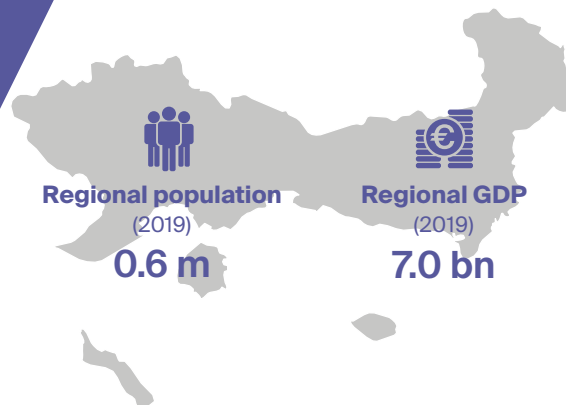 €
Regional population
(2019)
0.6 m
Regional GDP
(2019)
7.0 bn